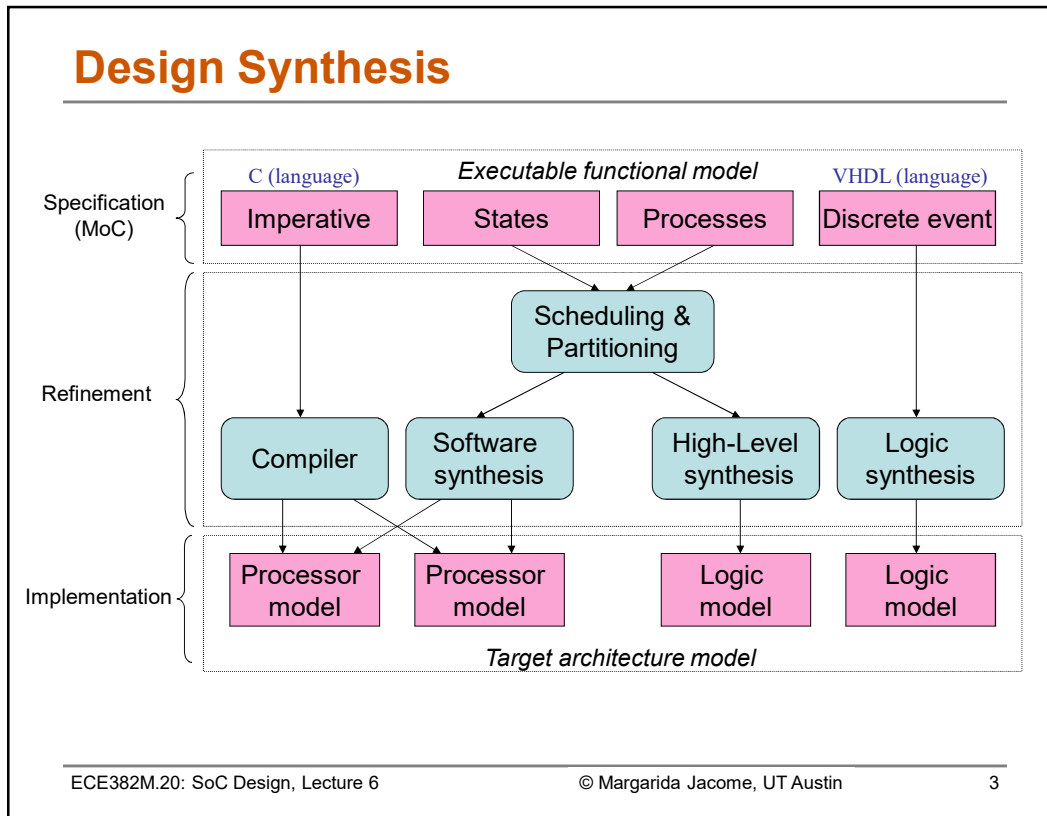 Design Synthesis
Executable functional model
C (language)
VHDL (language)
Specification
(MoC)
Imperative
States
Processes
Discrete event
Scheduling &
Partitioning
Refinement
Compiler
Software
synthesis
High-Level
synthesis
Logic
synthesis
Implementation
Processor
model
Processor
model
Logic
model
Logic
model
Target architecture model
ECE382M.20: SoC Design, Lecture 6
© Margarida Jacome, UT Austin
3